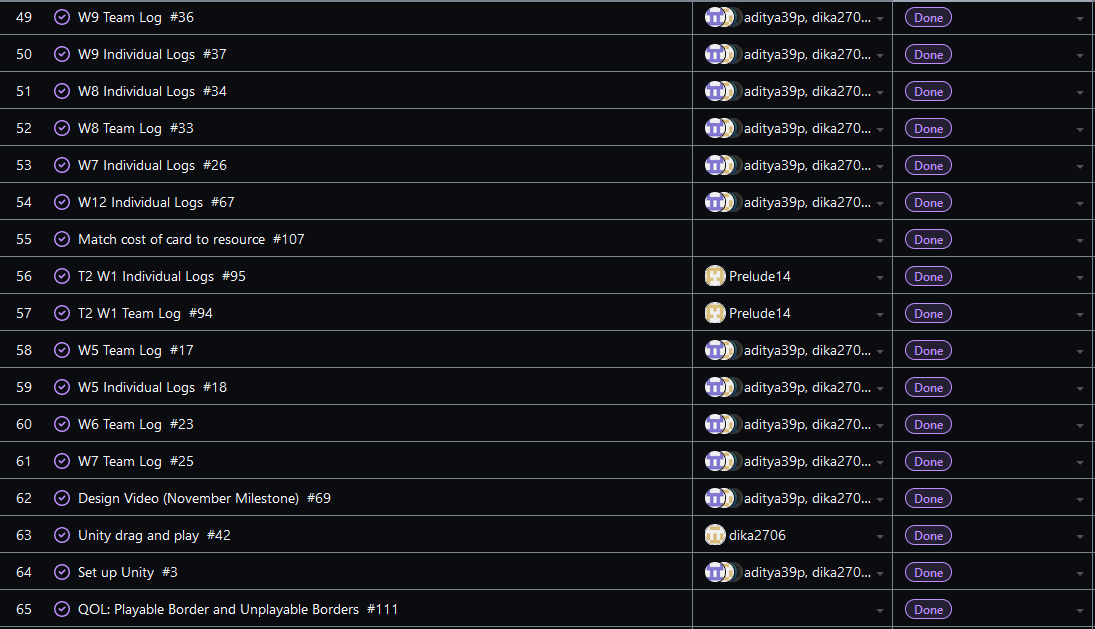 49 W9 Team Log #36 aditya39p, dika270... Done
50 W9 Individual Logs #37 aditya39p, dika270... Done
51 W8 Individual Logs #34 aditya39p, dika270... Done
52 W8 Team Log #33 aditya39p, dika270... Done
53 W7 Individual Logs #26 aditya39p, dika270... Done
54 W12 Individual Logs #67 aditya39p, dika270... Done
55 Match cost of card to resource #107 Done
56 T2 W1 Individual Logs #95 Prelude14 Done
57 T2 W1 Team Log #94 Prelude14 Done
58 W5 Team Log #17 aditya39p, dika270... Done
59 W5 Individual Logs #18 aditya39p, dika270... Done
60 W6 Team Log #23 aditya39p, dika270... Done
61 W7 Team Log #25 aditya39p, dika270... Done
62 Design Video (November Milestone) #69 aditya39p, dika270... Done
63 Unity drag and play #42 dika2706 Done
64 Set up Unity #3 aditya39p, dika270... Done
65 QOL: Playable Border and Unplayable Borders #111 Done